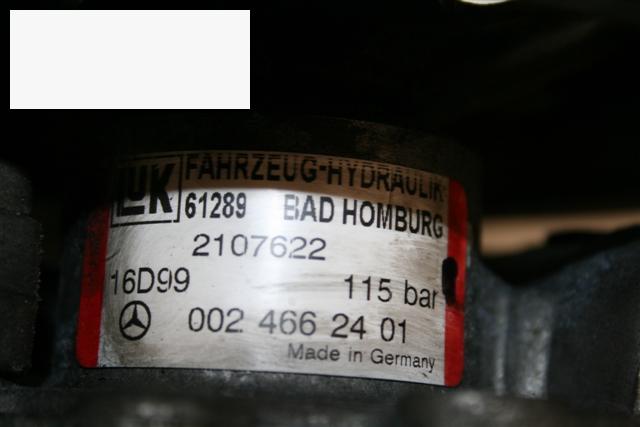 LUK FAHRZEUG-HYDRAULIK
61289 BAD HOMBURG
2107622
16D99 115 bar
002 466 24 01
Made in Germany